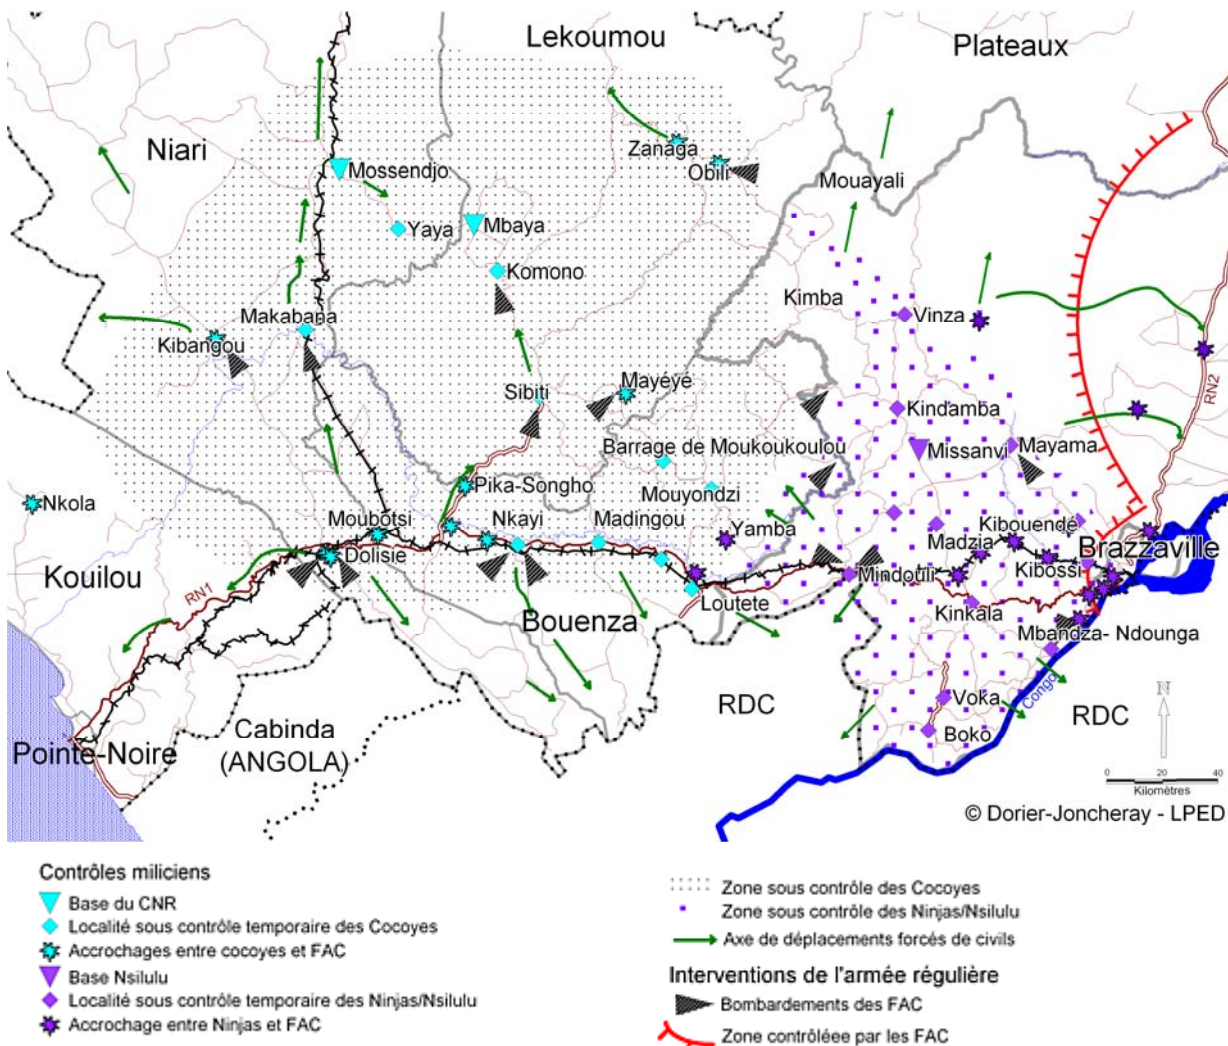 Lekoumou
Plateaux
Niari
Zanaga
Obili
Mossendjo
Mouayali
Yaya
Mbaya
Komono
Kimba
Makabana
Vinza
Kibangou
RN2
Mayéyé
Sibiti
Kindamba
Barrage de Moukoukoulou
Missanvi
Mayama
Pika-Songho
Mouyondzi
Nkola
Moubotsi
Nkayi
Madingou
Yamba
Kibouendé
Madzia
Brazzaville
Dolisie
Kouilou
RN1
Mindouli
Kibossi
Loutete
Kinkala
Bouenza
Mbandza- Ndounga
Congo
RDC
Voka
RDC
N
Cabinda
(ANGOLA)
Boko
Pointe-Noire
0 20 40
Kilomètres
© Dorier-Joncheray - LPED
Contrôles miliciens
Base du CNR
Localité sous contrôle temporaire des Cocoyes
Accrochages entre cocoyes et FAC
Base Nsilulu
Localité sous contrôle temporaire des Ninjas/Nsilulu
Accrochage entre Ninjas et FAC
Zone sous contrôle des Cocoyes
Zone sous contrôle des Ninjas/Nsilulu
Axe de déplacements forcés de civils
Interventions de l'armée régulière
Bombardements des FAC
Zone contrôléee par les FAC